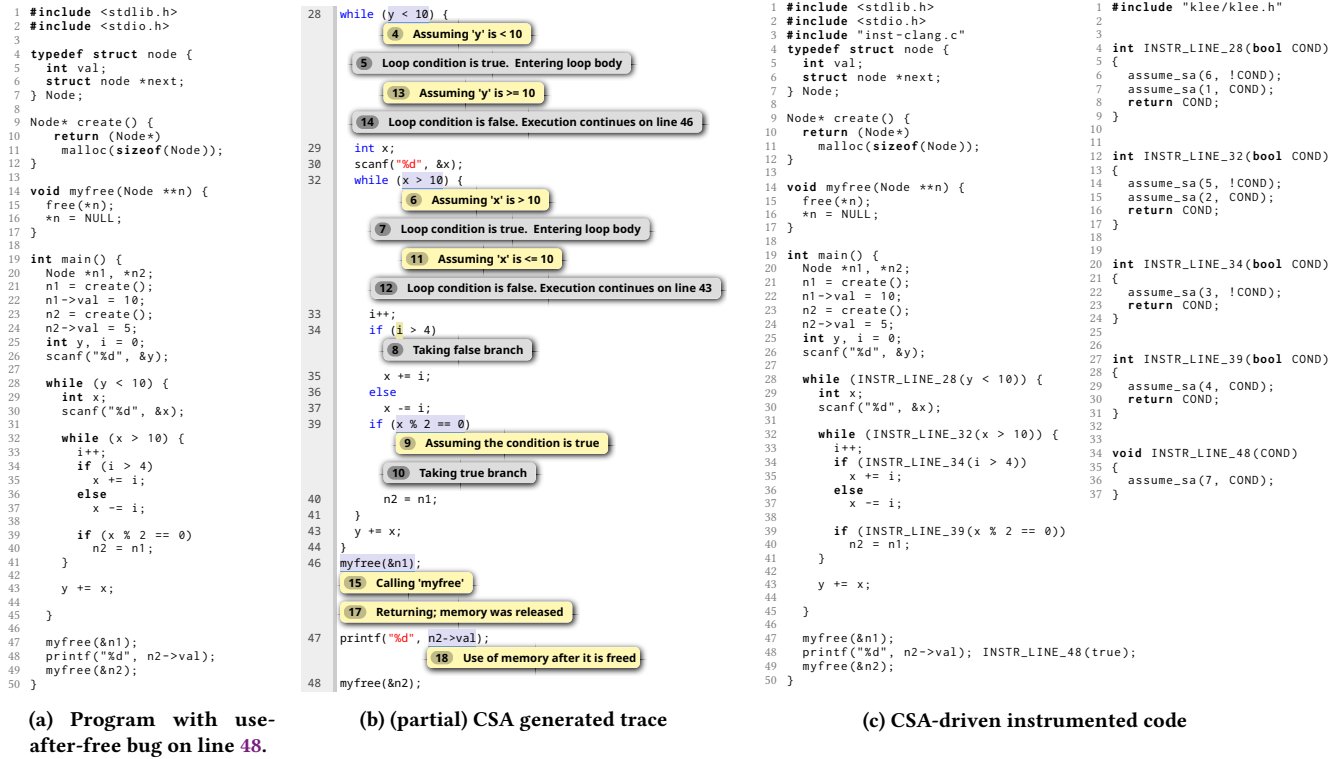 1 #include <stdlib.h>
2 #include <stdio.h>
3
4 typedef struct node {
5 int val;
6 struct node *next;
7 } Node;
8
9 Node* create() {
10 return (Node*)
11 malloc(sizeof(Node));
12 }
13
14 void myfree(Node **n) {
15 free(*n);
16 *n = NULL;
17 }
18
19 int main() {
20 Node *n1, *n2;
21 n1 = create();
22 n1->val = 10;
23 n2 = create();
24 n2->val = 5;
25 int y, i = 0;
26 scanf("%d", &y);
27
28 while (y < 10) {
29 int x;
30 scanf("%d", &x);
31
32 while (x > 10) {
33 i++;
34 if (i > 4)
35 x += i;
36 else
37 x -= i;
38
39 if (x % 2 == 0)
40 n2 = n1;
41 }
42
43 y += x;
44
45 }
46
47 myfree(&n1);
48 printf("%d", n2->val);
49 myfree(&n2);
50 }
(a) Program with use-
after-free bug on line 48.
28 while (y < 10) {
4 Assuming 'y' is < 10
5 Loop condition is true. Entering loop body
13 Assuming 'y' is >= 10
14 Loop condition is false. Execution continues on line 46
29 int x;
30 scanf("%d", &x);
32 while (x > 10) {
6 Assuming 'x' is > 10
7 Loop condition is true. Entering loop body
11 Assuming 'x' is <= 10
12 Loop condition is false. Execution continues on line 43
33 i++;
34 if (i > 4)
8 Taking false branch
35 x += i;
36 else
37 x -= i;
39 if (x % 2 == 0)
9 Assuming the condition is true
10 Taking true branch
40 n2 = n1;
41 }
43 y += x;
44 }
46 myfree(&n1);
15 Calling 'myfree'
17 Returning; memory was released
47 printf("%d", n2->val);
18 Use of memory after it is freed
48 myfree(&n2);
(b) (partial) CSA generated trace
1 #include <stdlib.h>
2 #include <stdio.h>
3 #include "inst-clang.c"
4 typedef struct node {
5 int val;
6 struct node *next;
7 } Node;
8
9 Node* create() {
10 return (Node*)
11 malloc(sizeof(Node));
12 }
13
14 void myfree(Node **n) {
15 free(*n);
16 *n = NULL;
17 }
18
19 int main() {
20 Node *n1, *n2;
21 n1 = create();
22 n1->val = 10;
23 n2 = create();
24 n2->val = 5;
25 int y, i = 0;
26 scanf("%d", &y);
27
28 while (INSTR_LINE_28(y < 10)) {
29 int x;
30 scanf("%d", &x);
31
32 while (INSTR_LINE_32(x > 10)) {
33 i++;
34 if (INSTR_LINE_34(i > 4))
35 x += i;
36 else
37 x -= i;
38
39 if (INSTR_LINE_39(x % 2 == 0))
40 n2 = n1;
41 }
42
43 y += x;
44
45 }
46
47 myfree(&n1);
48 printf("%d", n2->val); INSTR_LINE_48(true);
49 myfree(&n2);
50 }
1 #include "klee/klee.h"
2
3
4 int INSTR_LINE_28(bool COND)
5 {
6 assume_sa(6, !COND);
7 assume_sa(1, COND);
8 return COND;
9 }
10
11
12 int INSTR_LINE_32(bool COND)
13 {
14 assume_sa(5, !COND);
15 assume_sa(2, COND);
16 return COND;
17 }
18
19
20 int INSTR_LINE_34(bool COND)
21 {
22 assume_sa(3, !COND);
23 return COND;
24 }
25
26
27 int INSTR_LINE_39(bool COND)
28 {
29 assume_sa(4, COND);
30 return COND;
31 }
32
33
34 void INSTR_LINE_48(COND)
35 {
36 assume_sa(7, COND);
37 }
(c) CSA-driven instrumented code